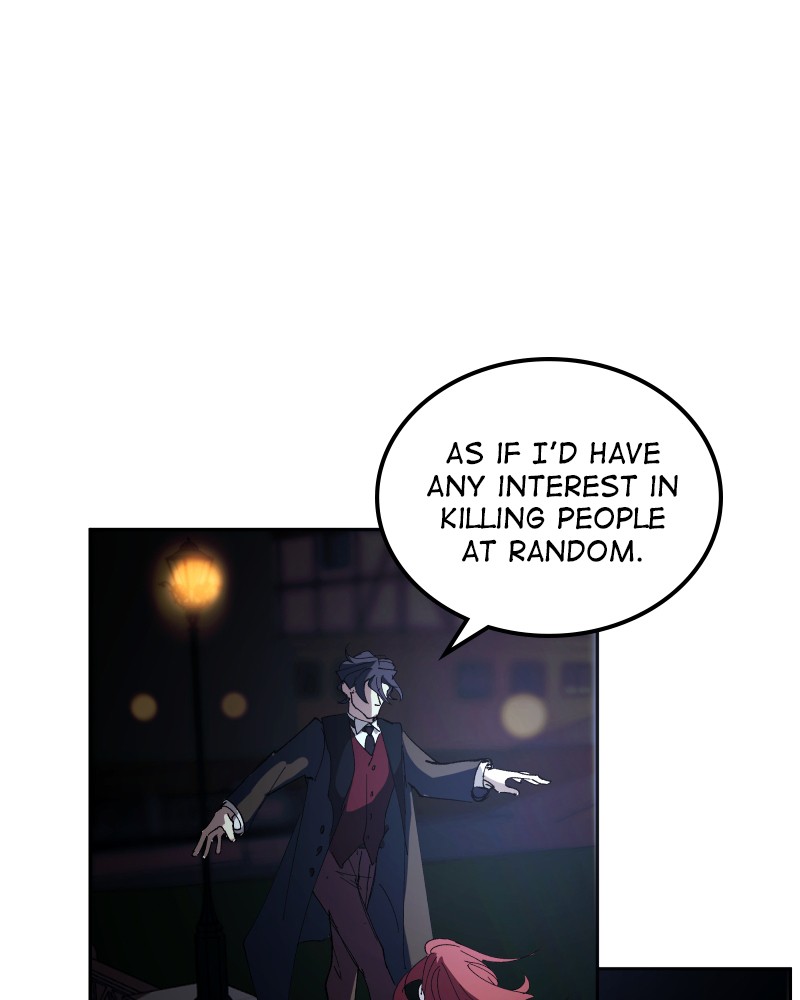 AS IF I'D HAVE
ANY INTEREST IN
KILLING PEOPLE
AT RANDOM.